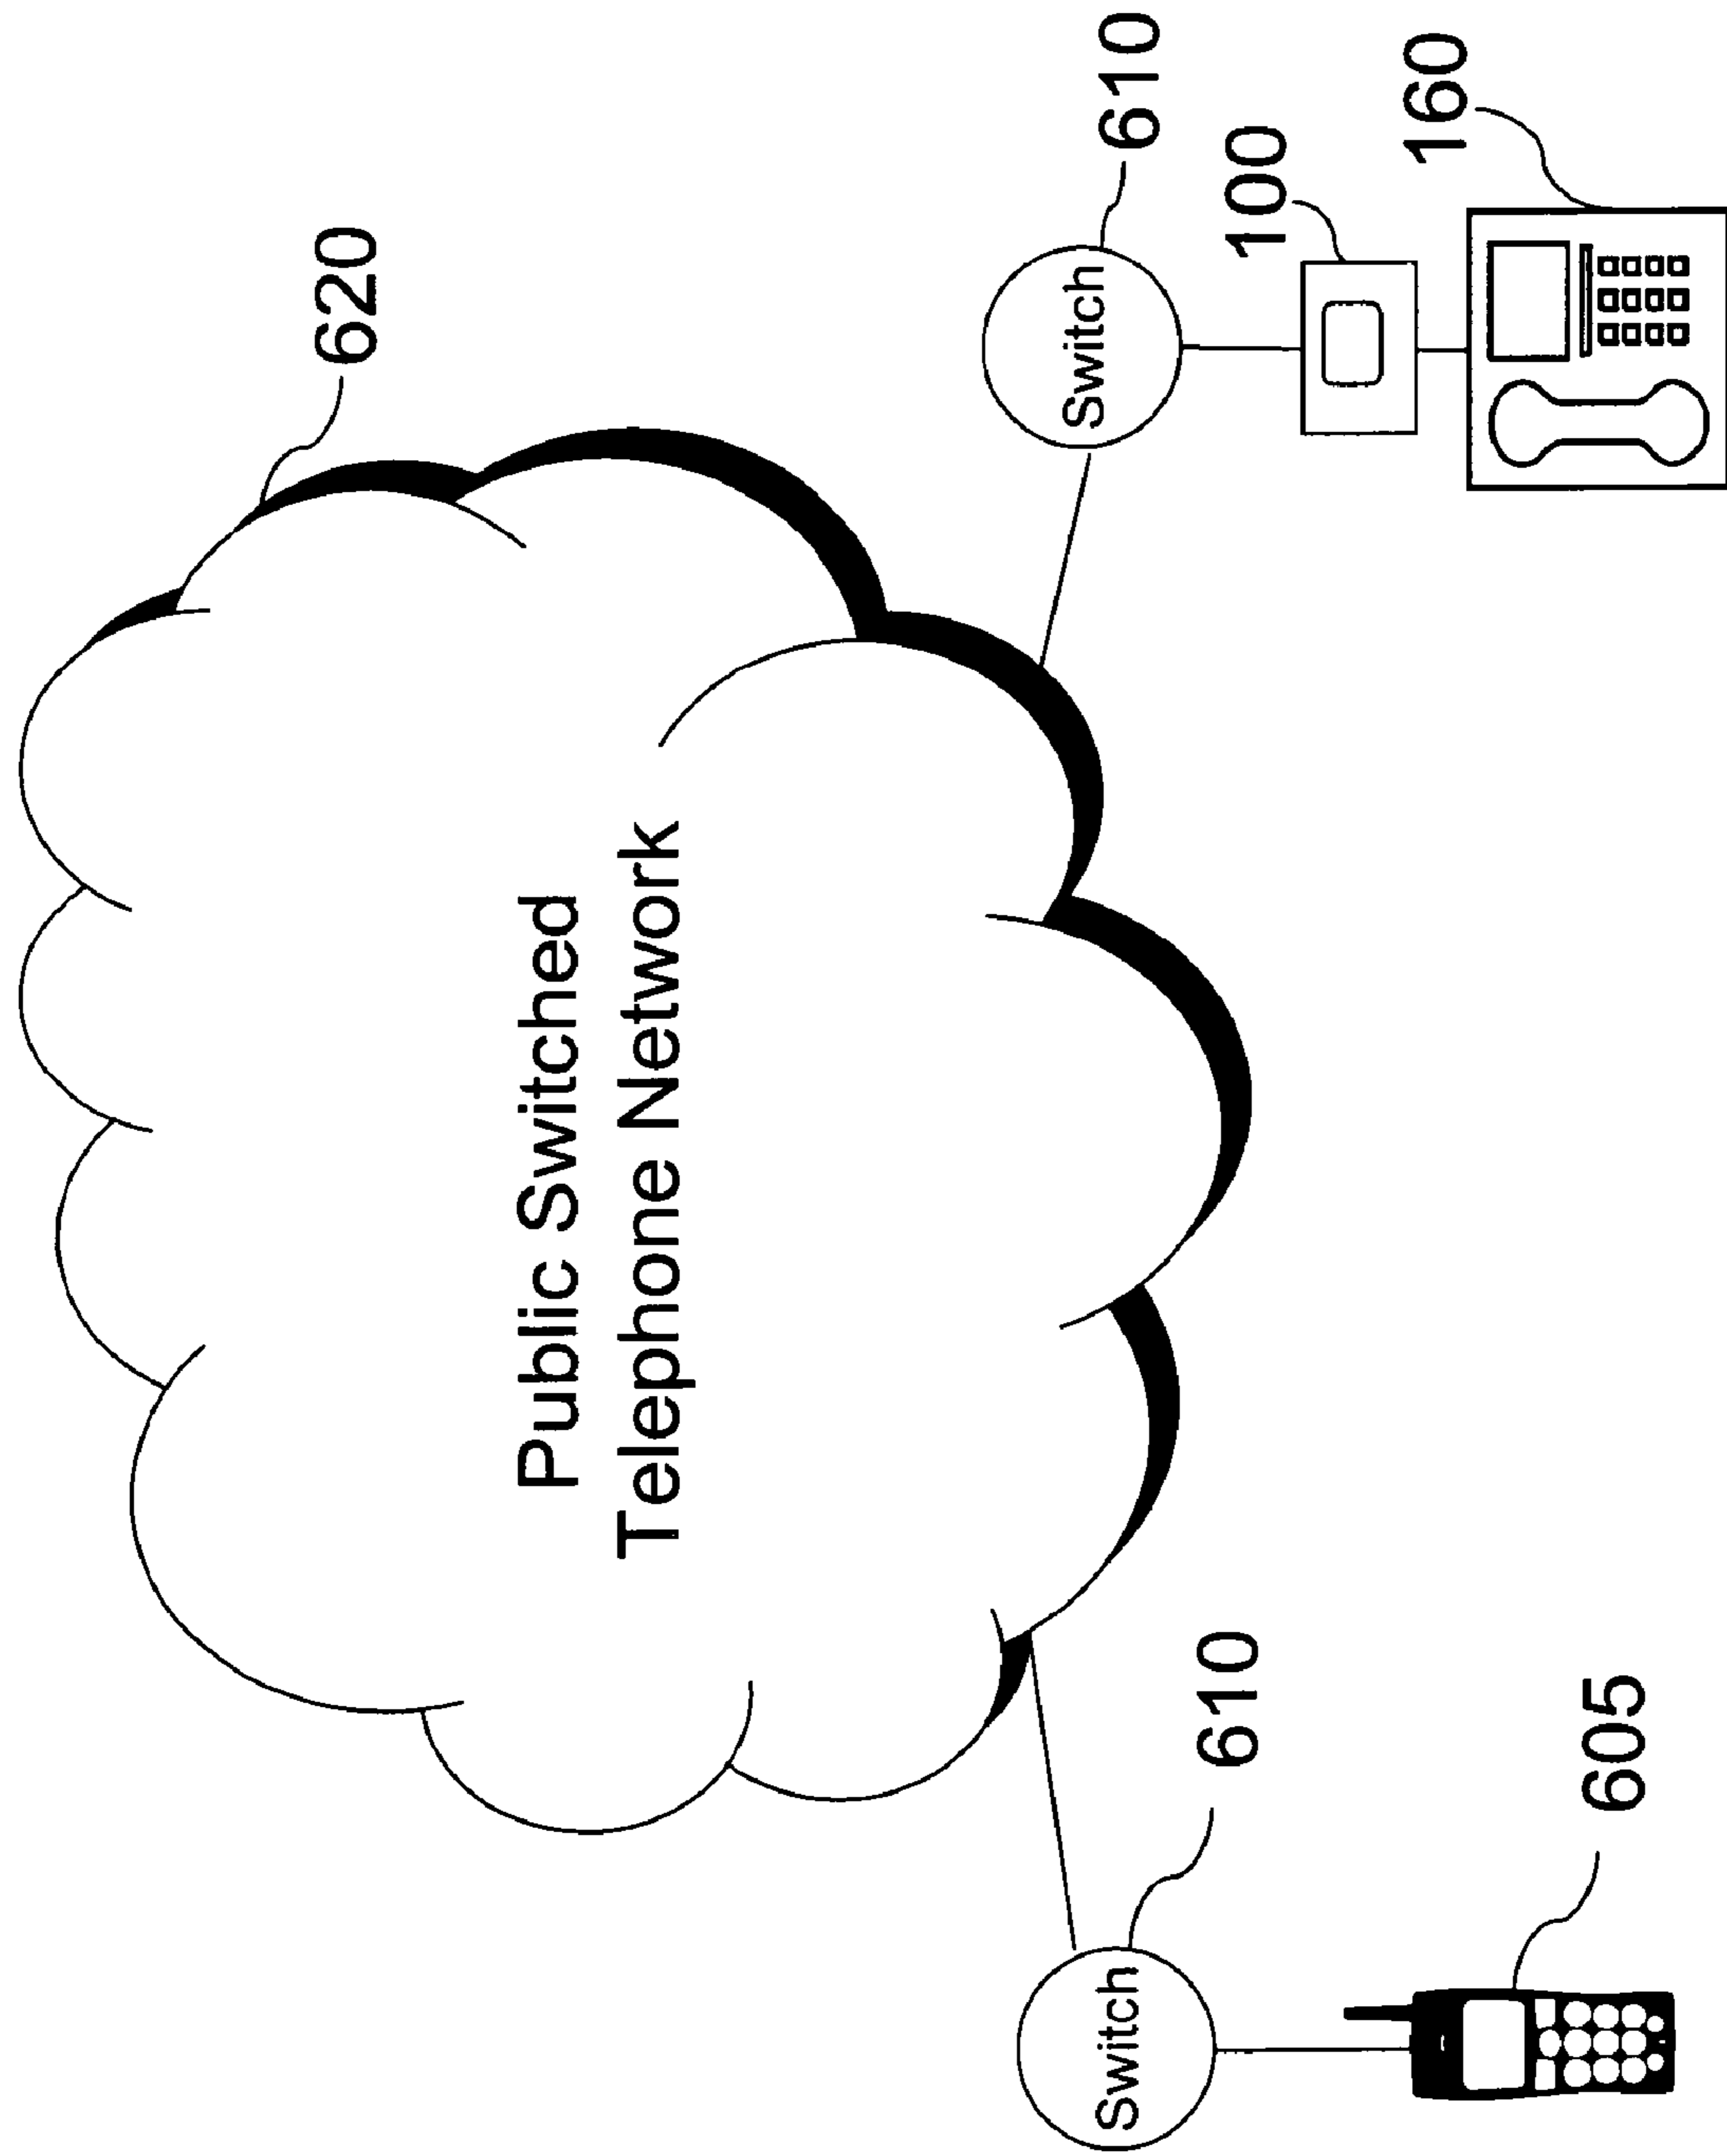 620
Public Switched
Telephone Network
Switch
610
100
160
Switch
610
605